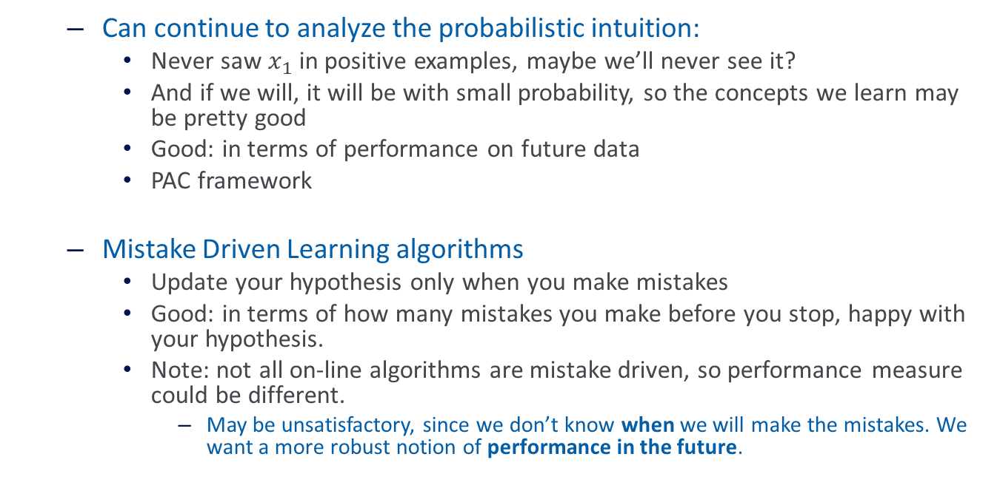 – Can continue to analyze the probabilistic intuition:
• Never saw x₁ in positive examples, maybe we’ll never see it?
• And if we will, it will be with small probability, so the concepts we learn may
be pretty good
• Good: in terms of performance on future data
• PAC framework
– Mistake Driven Learning algorithms
• Update your hypothesis only when you make mistakes
• Good: in terms of how many mistakes you make before you stop, happy with
your hypothesis.
• Note: not all on-line algorithms are mistake driven, so performance measure
could be different.
– May be unsatisfactory, since we don’t know when we will make the mistakes. We
want a more robust notion of performance in the future.